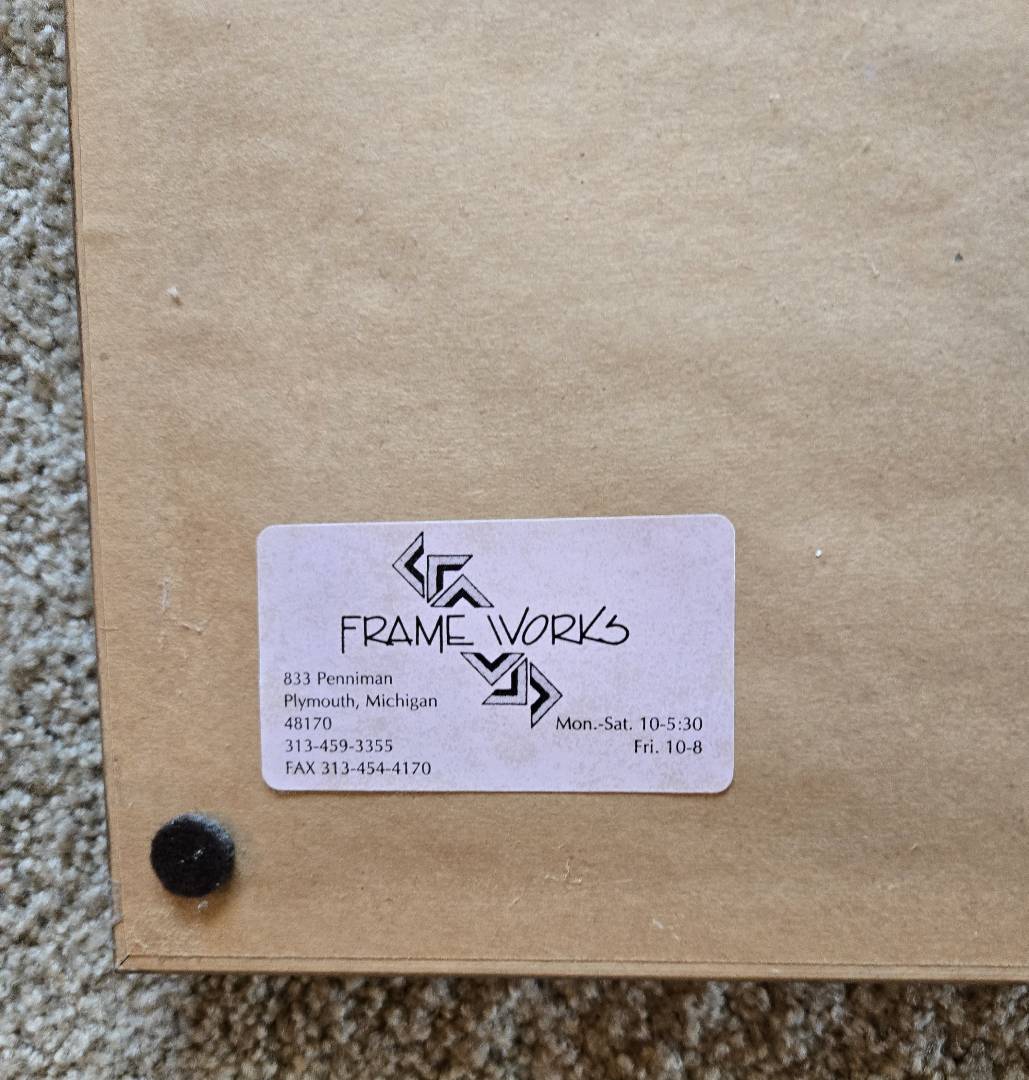 FRAME WORKS
833 Penniman
Plymouth, Michigan
48170
313-459-3355
FAX 313-454-4170
Mon.-Sat. 10-5:30
Fri. 10-8